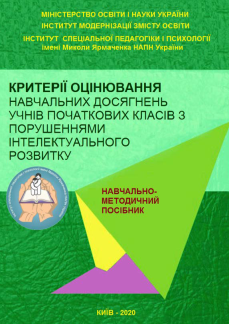 МІНІСТЕРСТВО ОСВІТИ І НАУКИ УКРАЇНИ
ІНСТИТУТ МОДЕРНІЗАЦІЇ ЗМІСТУ ОСВІТИ
ІНСТИТУТ СПЕЦІАЛЬНОЇ ПЕДАГОГІКИ І ПСИХОЛОГІЇ
імені Миколи Ярмаченка НАПН України
КРИТЕРІЇ ОЦІНЮВАННЯ
НАВЧАЛЬНИХ ДОСЯГНЕНЬ
УЧНІВ ПОЧАТКОВИХ КЛАСІВ З
ПОРУШЕННЯМИ
ІНТЕЛЕКТУАЛЬНОГО
РОЗВИТКУ
НАВЧАЛЬНО-
МЕТОДИЧНИЙ
ПОСІБНИК
КИЇВ - 2020